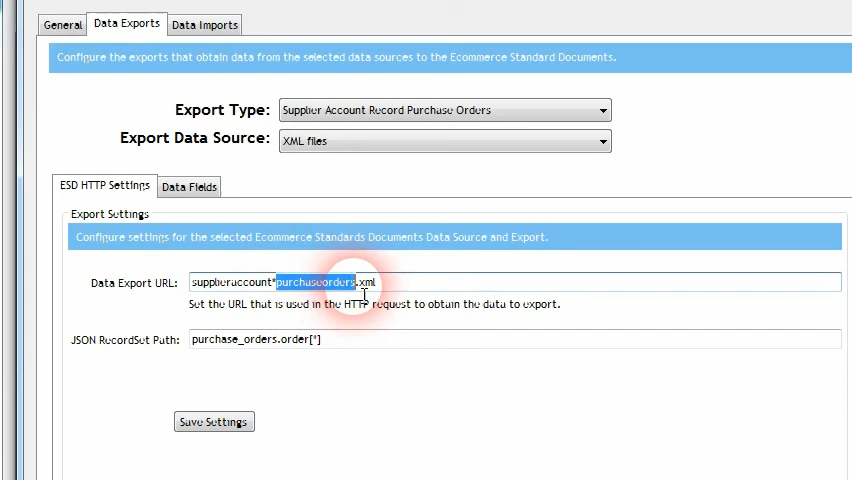 General Data Exports Data Imports
Configure the exports that obtain data from the selected data sources to the Ecommerce Standard Documents.
Export Type: Supplier Account Record Purchase Orders
Export Data Source: XML files
ESD HTTP Settings Data Fields
Export Settings
Configure settings for the selected Ecommerce Standards Documents Data Source and Export.
Data Export URL: supplieraccount*purchaseorders.xml
Set the URL that is used in the HTTP request to obtain the data to export.
JSON RecordSet Path: purchase_orders.order[*]
Save Settings